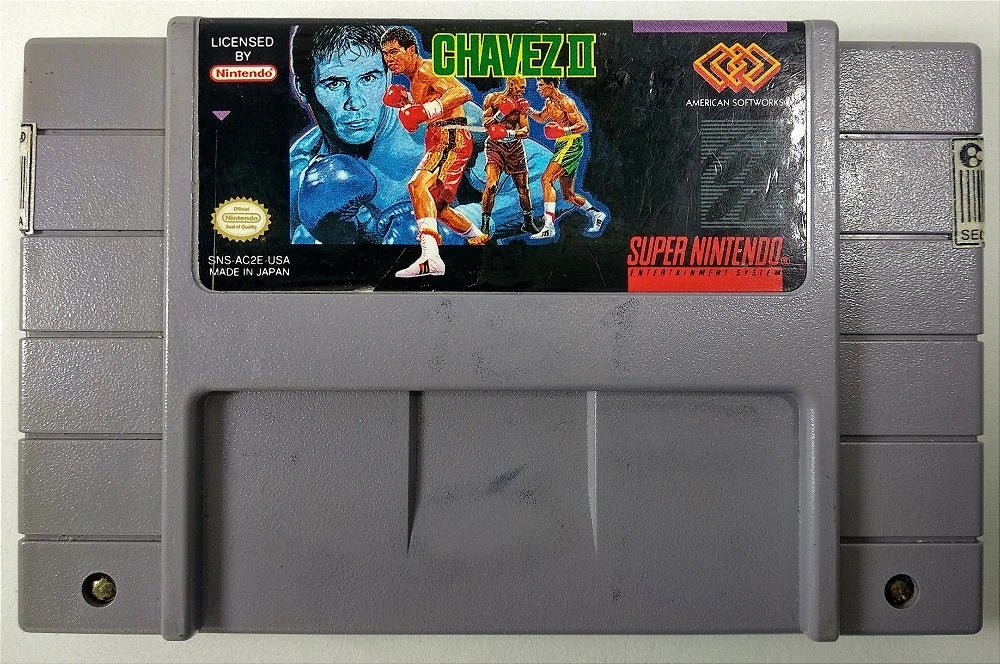 LICENSED
BY
Nintendo
CHAVEZ II™
AMERICAN SOFTWORKS
Official
Nintendo
Seal of Quality
SNS-AC2E-USA
MADE IN JAPAN
SUPER NINTENDO
ENTERTAINMENT SYSTEM